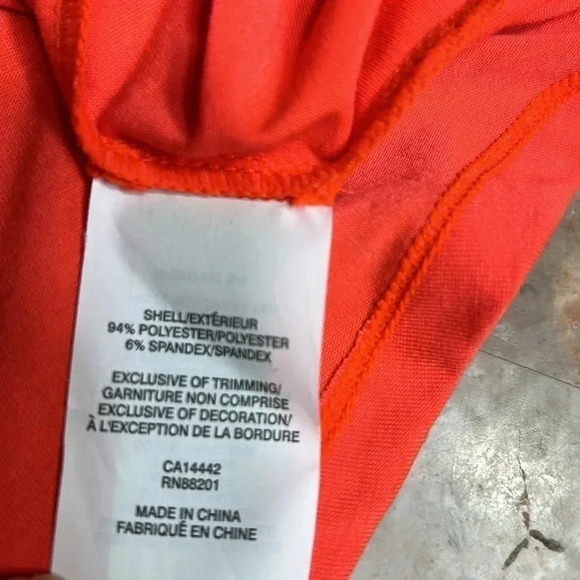 SHELL/EXTÉRIEUR
94% POLYESTER/POLYESTER
6% SPANDEX/SPANDEX
EXCLUSIVE OF TRIMMING/
GARNITURE NON COMPRISE
EXCLUSIVE OF DECORATION/
À L'EXCEPTION DE LA BORDURE
CA14442
RN88201
MADE IN CHINA
FABRIQUÉ EN CHINE